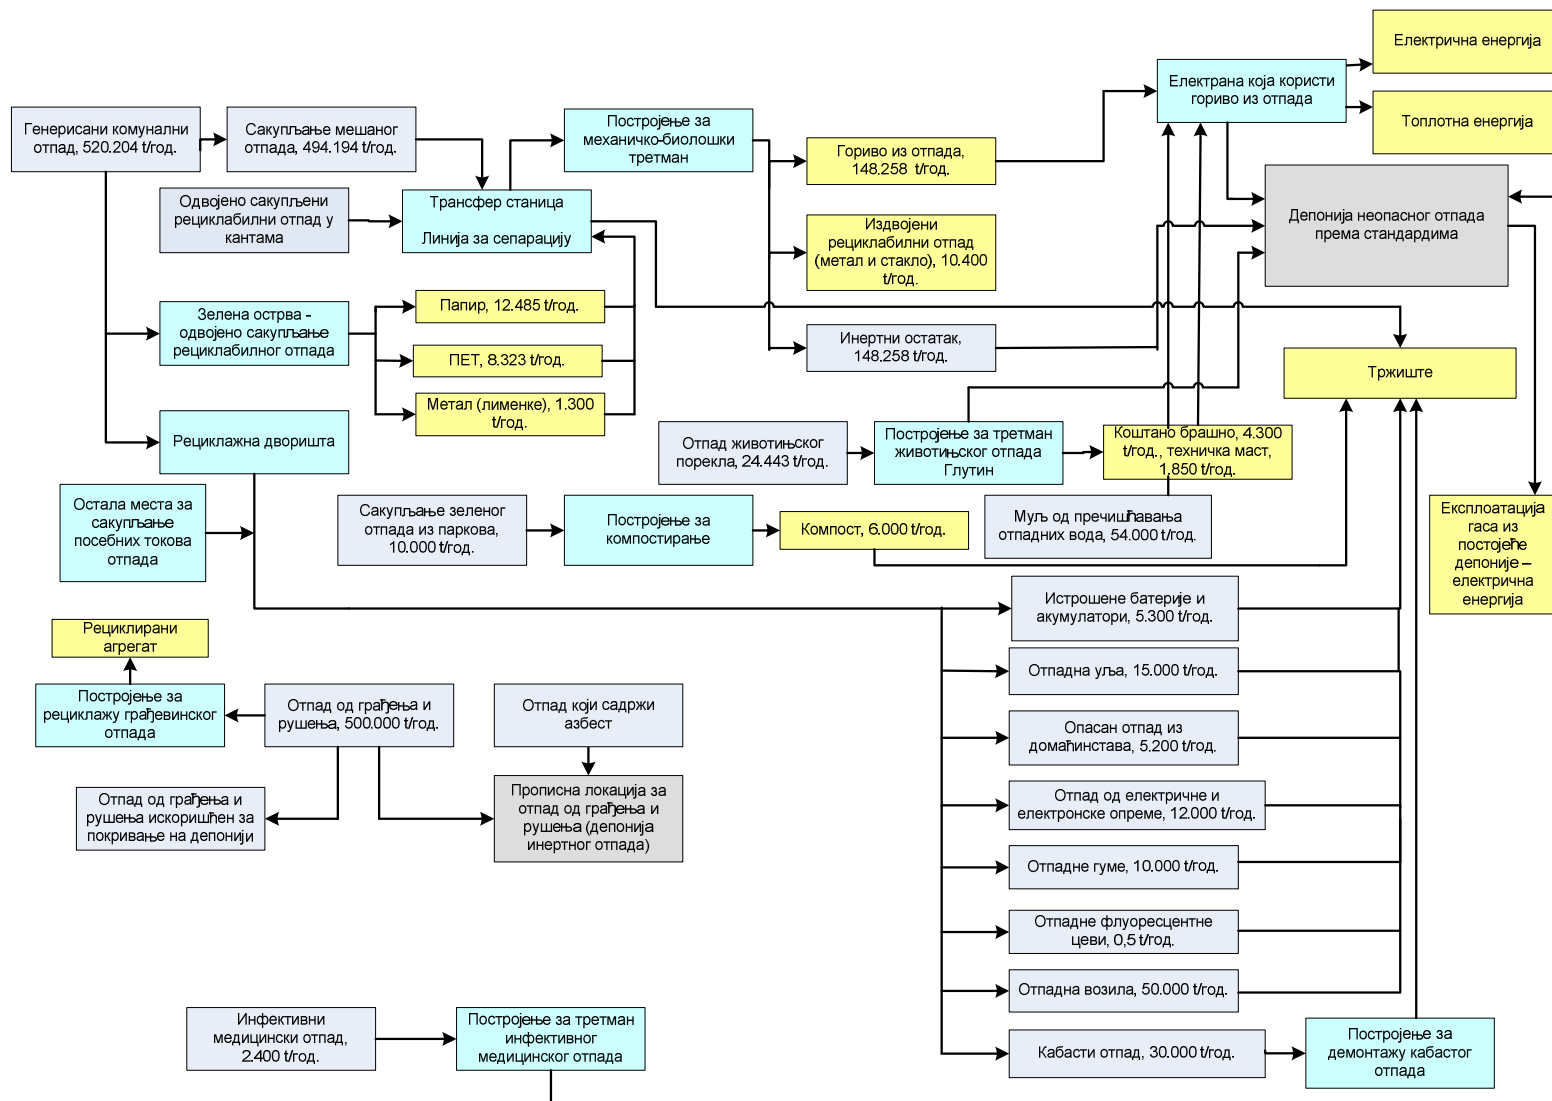 Електрична енергија
Електрана која користи
гориво из отпада
Топлотна енергија
Генерисани комунални
отпад, 520.204 t/год.
Сакупљање мешаног
отпада, 494.194 t/год.
Постројење за
механичко-биолошки
третман
Гориво из отпада,
148.258 t/год.
Одвојено сакупљени
рециклабилни отпад у
кантама
Трансфер станица
Линија за сепарацију
Издвојени
рециклабилни отпад
(метал и стакло), 10.400
t/год.
Депонија неопасног отпада
према стандардима
Зелена острва -
одвојено сакупљање
рециклабилног отпада
Папир, 12.485 t/год.
ПЕТ, 8.323 t/год.
Метал (лименке), 1.300
t/год.
Инертни остатак,
148.258 t/год.
Тржиште
Рециклажна дворишта
Отпад животињског
порекла, 24.443 t/год.
Постројење за третман
животињског отпада
Глутин
Коштано брашно, 4.300
t/год., техничка маст,
1.850 t/год.
Остала места за
сакупљање
посебних токова
отпада
Сакупљање зеленог
отпада из паркова,
10.000 t/год.
Постројење за
компостирање
Компост, 6.000 t/год.
Муљ од пречишћавања
отпадних вода, 54.000 t/год.
Експлоатација
гаса из
постојеће
депоније –
електрична
енергија
Истрошене батерије и
акумулатори, 5.300 t/год.
Рециклирани
агрегат
Отпадна уља, 15.000 t/год.
Постројење за
рециклажу грађевинског
отпада
Отпад од грађења и
рушења, 500.000 t/год.
Отпад који садржи
азбест
Опасан отпад из
домаћинстава, 5.200 t/год.
Отпад од грађења и
рушења искоришћен за
покривање на депонији
Прописна локација за
отпад од грађења и
рушења (депонија
инертног отпада)
Отпад од електричне и
електронске опреме, 12.000 t/год.
Отпадне гуме, 10.000 t/год.
Отпадне флуоресцентне
цеви, 0,5 t/год.
Отпадна возила, 50.000 t/год.
Инфективни
медицински отпад,
2.400 t/год.
Постројење за третман
инфективног
медицинског отпада
Кабасти отпад, 30.000 t/год.
Постројење за
демонтажу кабастог
отпада